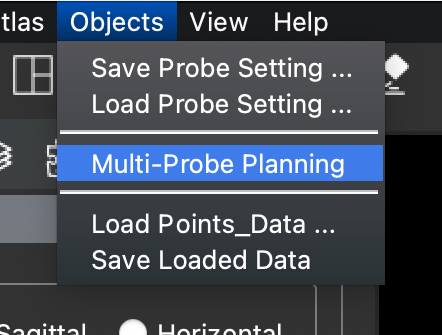 tlas Objects View Help
Save Probe Setting ...
Load Probe Setting ...
Multi-Probe Planning
Load Points_Data ...
Save Loaded Data
Sagittal Horizontal